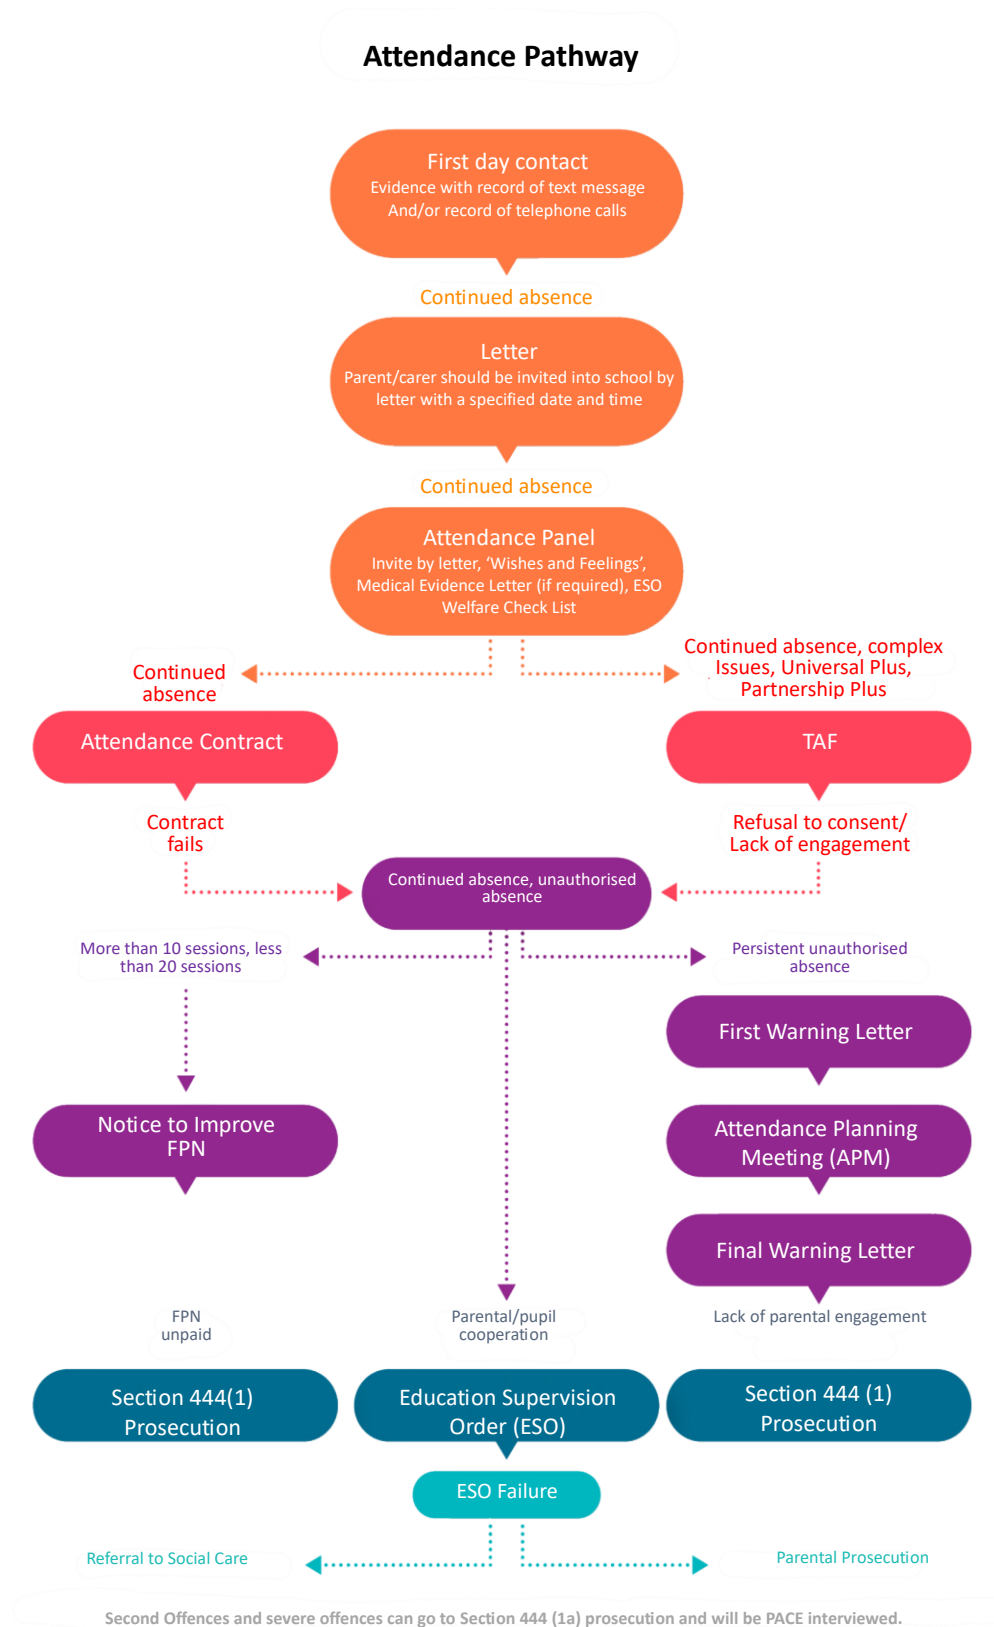 Attendance Pathway
First day contact
Evidence with record of text message
And/or record of telephone calls
Continued absence
Letter
Parent/carer should be invited into school by
letter with a specified date and time
Continued absence
Attendance Panel
Invite by letter, ‘Wishes and Feelings’,
Medical Evidence Letter (if required), ESO
Welfare Check List
Continued
absence
Continued absence, complex
Issues, Universal Plus,
Partnership Plus
Attendance Contract
TAF
Contract
fails
Refusal to consent/
Lack of engagement
Continued absence, unauthorised
absence
More than 10 sessions, less
than 20 sessions
Persistent unauthorised
absence
First Warning Letter
Notice to Improve
FPN
Attendance Planning
Meeting (APM)
Final Warning Letter
FPN
unpaid
Parental/pupil
cooperation
Lack of parental engagement
Section 444(1)
Prosecution
Education Supervision
Order (ESO)
Section 444 (1)
Prosecution
ESO Failure
Referral to Social Care
Parental Prosecution
Second Offences and severe offences can go to Section 444 (1a) prosecution and will be PACE interviewed.